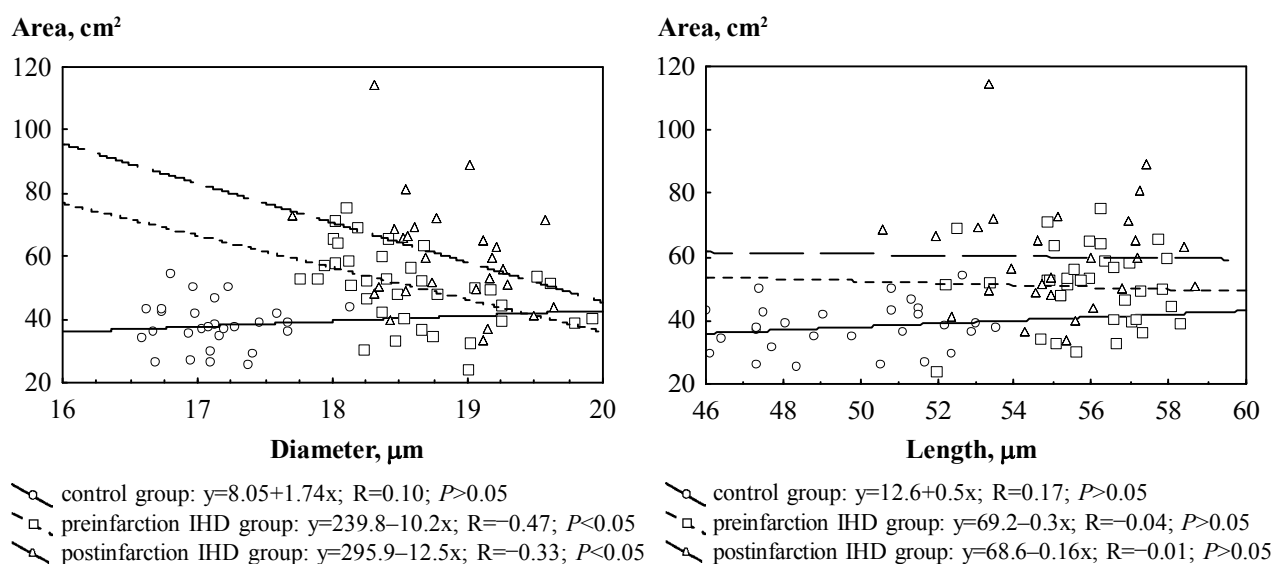 Area, cm²
120
100
80
60
40
20
16 17 18 19 20
Diameter, μm
control group: y=8.05+1.74x; R=0.10; P>0.05
preinfarction IHD group: y=239.8–10.2x; R=−0.47; P<0.05
postinfarction IHD group: y=295.9–12.5x; R=−0.33; P<0.05
Area, cm²
120
100
80
60
40
20
46 48 50 52 54 56 58 60
Length, μm
control group: y=12.6+0.5x; R=0.17; P>0.05
preinfarction IHD group: y=69.2–0.3x; R=−0.04; P>0.05
postinfarction IHD group: y=68.6–0.16x; R=−0.01; P>0.05